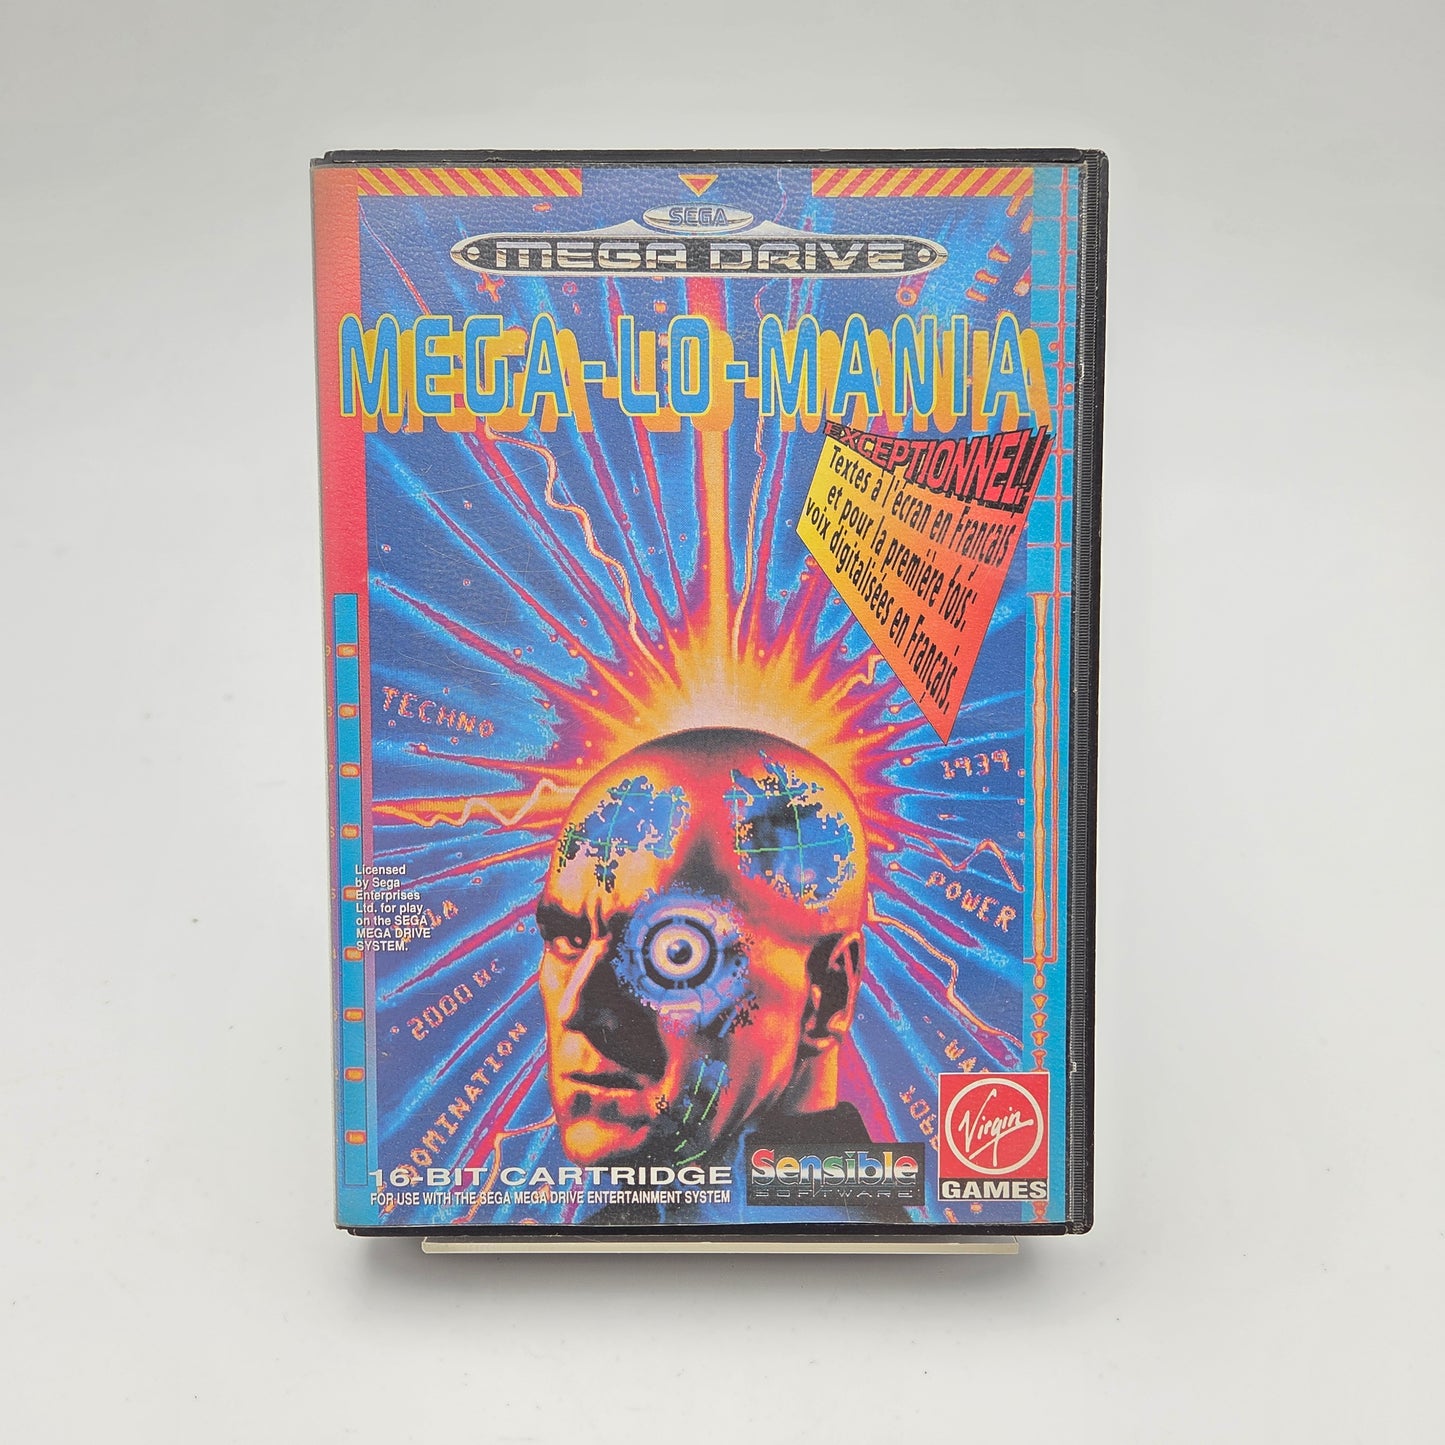 SEGA
MEGA DRIVE
MEGA-LO-MANIA
EXCEPTIONNEL!
Textes à l'écran en Français
et pour la première fois:
voix digitalisées en Français.
TECHNO
1939
POWER
Licensed
by Sega
Enterprises
Ltd. for play
on the SEGA
MEGA DRIVE
SYSTEM.
2000 BC
DOMINATION
Virgin
GAMES
Sensible
SOFTWARE
16-BIT CARTRIDGE
FOR USE WITH THE SEGA MEGA DRIVE ENTERTAINMENT SYSTEM